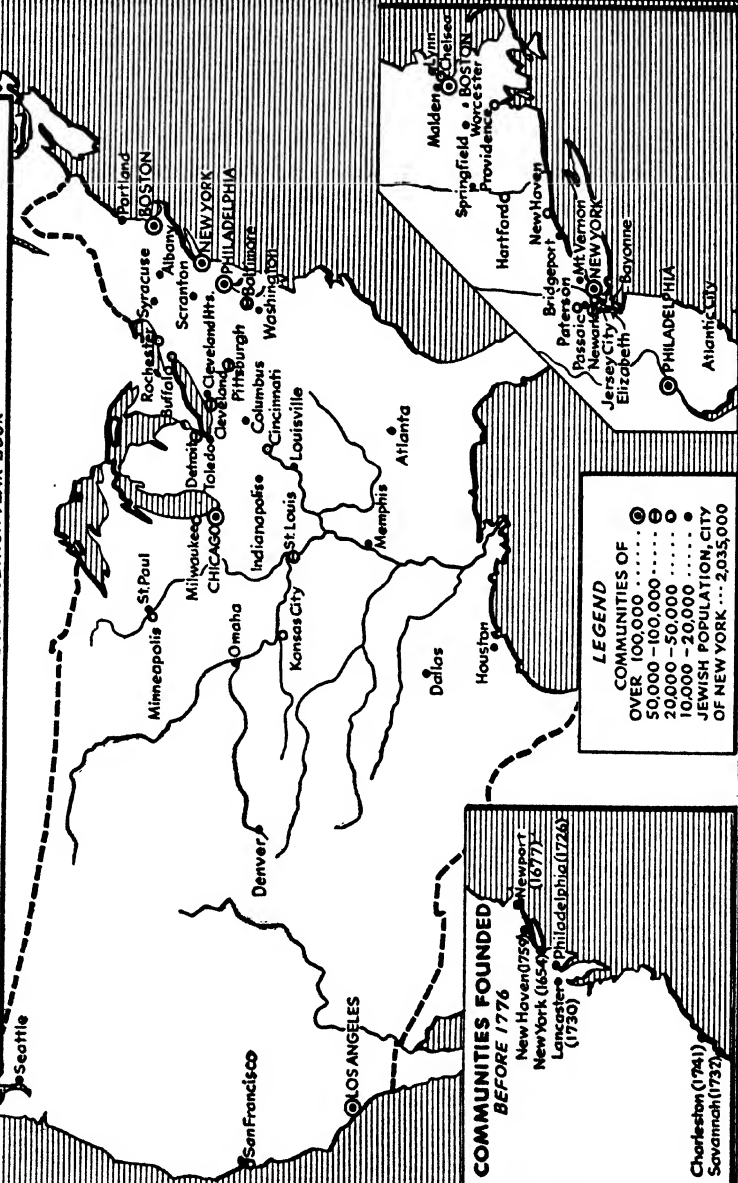 Seattle
San Francisco
LOS ANGELES
Denver
Minneapolis
St. Paul
Omaha
Kansas City
Dallas
Houston
Milwaukee
CHICAGO
Indianapolise
St. Louis
Memphis
Detroit
Toledo
Cleveland
Cleveland Hts.
Columbus
Cincinnati
Louisville
Atlanta
Rochester
Buffalo
Syracuse
Albany
Scranton
Pittsburgh
Portland
BOSTON
NEW YORK
PHILADELPHIA
Baltimore
Washington
COMMUNITIES FOUNDED
BEFORE 1776
New Haven (1759)
Newport
(1677)
New York (1654)
Lancaster
(1730)
Philadelphia (1726)
Charleston (1741)
Savannah (1732)
LEGEND
COMMUNITIES OF
OVER 100,000 ......
50,000-100,000 .....
20,000-50,000 .....
10,000-20,000 .....
JEWISH POPULATION, CITY
OF NEW YORK ... 2,035,000
Lynn
Chelsea
Malden
BOSTON
Worcester
Springfield
Providence
Hartford
New Haven
Bridgeport
Mt. Vernon
Paterson
Passaic
NEW YORK
Newark
Jersey City
Bayonne
Elizabeth
PHILADELPHIA
Atlantic City